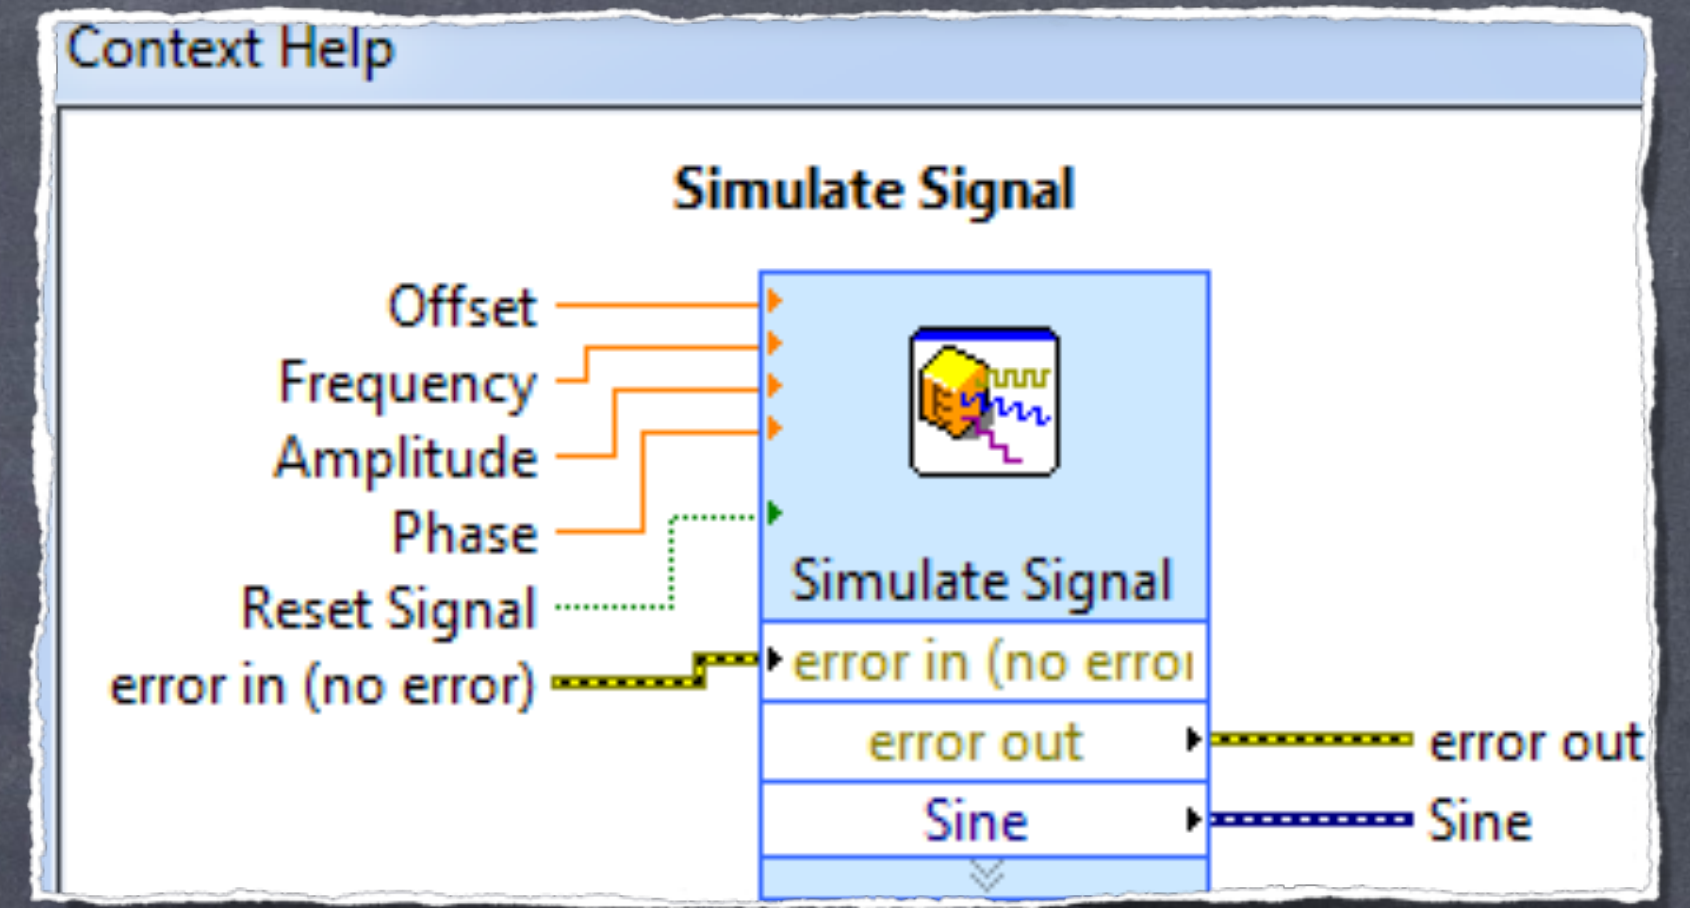 Context Help
Simulate Signal
Offset
Frequency
Amplitude
Phase
Reset Signal
error in (no error)
Simulate Signal
error in (no error
error out
Sine
error out
Sine